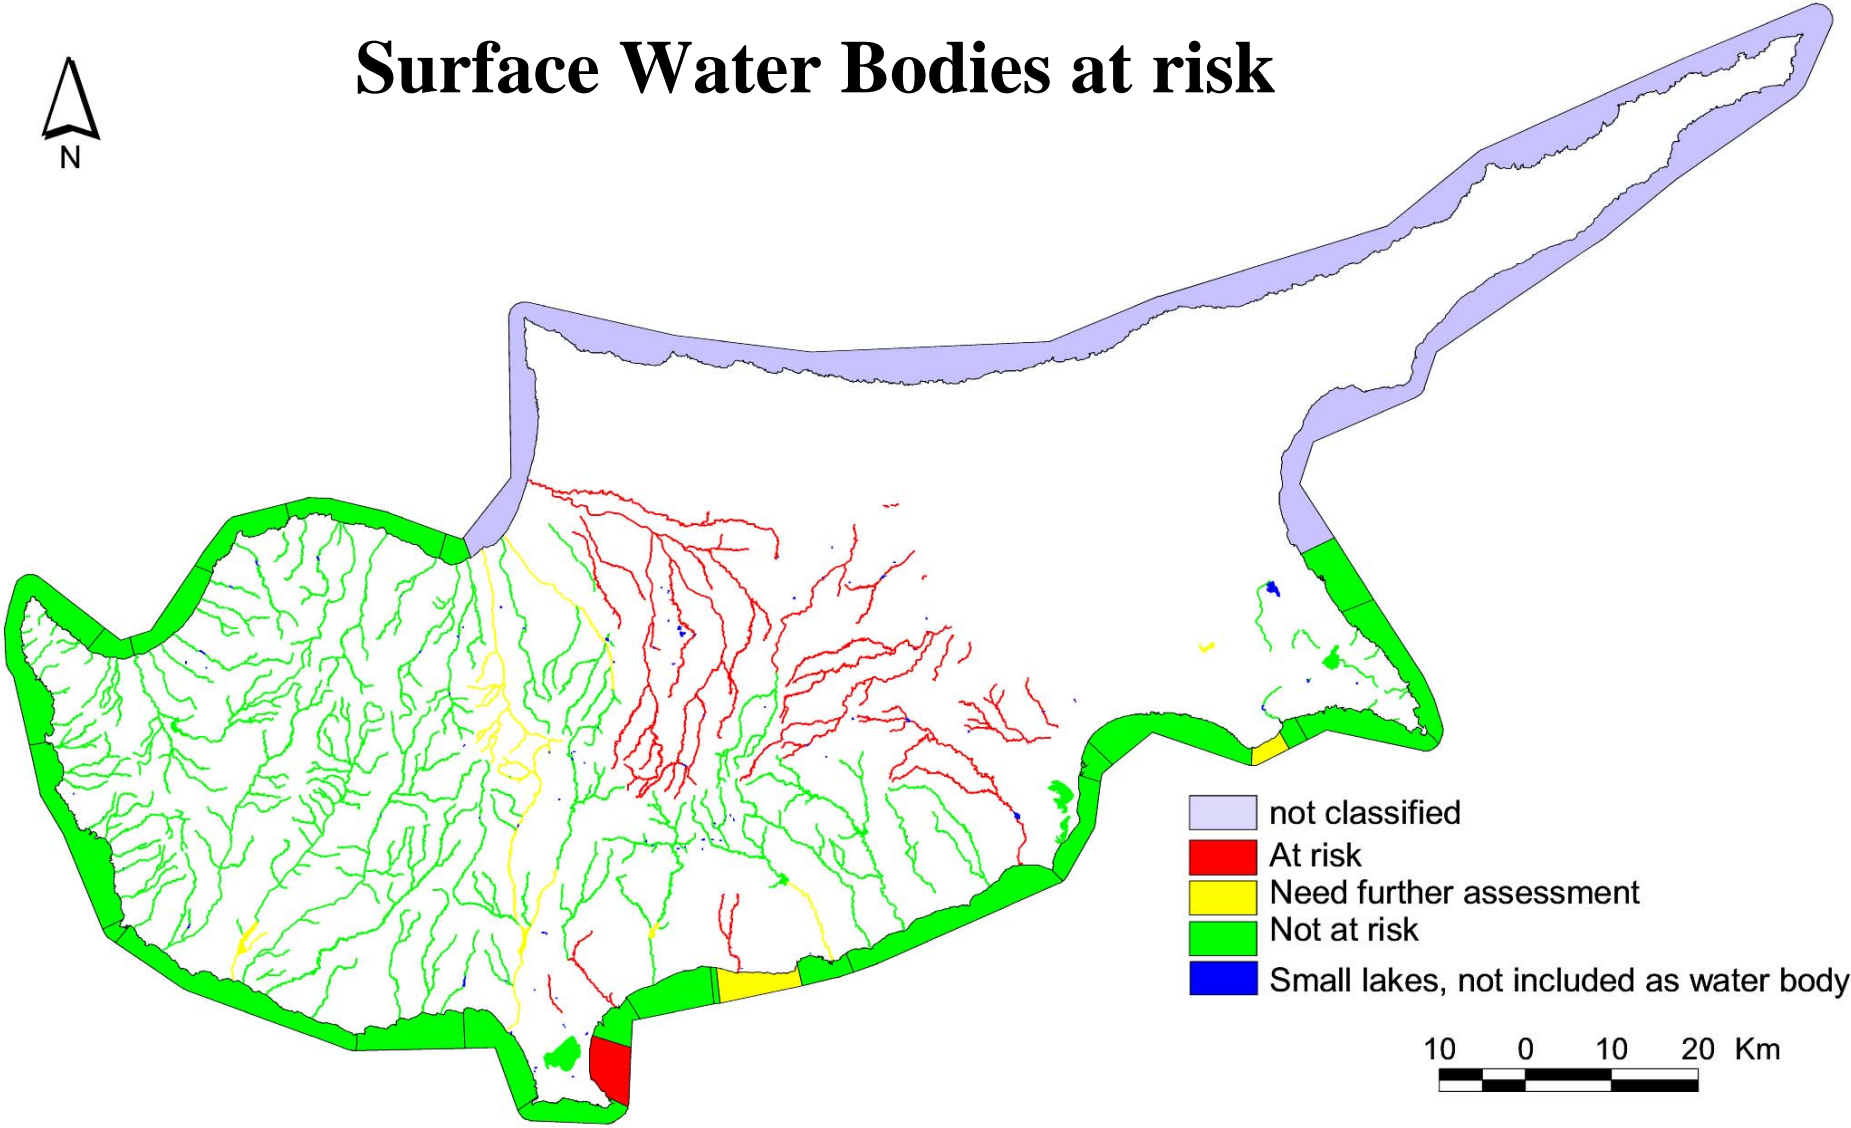 Surface Water Bodies at risk
N
not classified
At risk
Need further assessment
Not at risk
Small lakes, not included as water body
10 0 10 20 Km